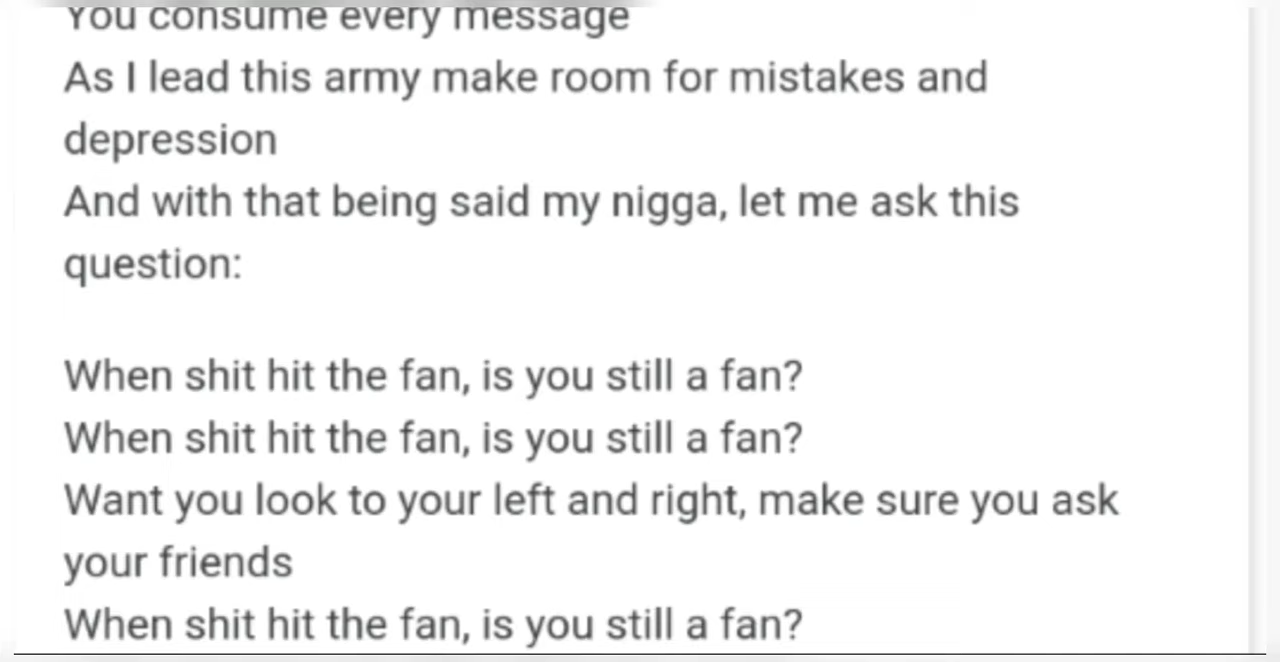 You consume every message
As I lead this army make room for mistakes and
depression
And with that being said my nigga, let me ask this
question:
When shit hit the fan, is you still a fan?
When shit hit the fan, is you still a fan?
Want you look to your left and right, make sure you ask
your friends
When shit hit the fan, is you still a fan?